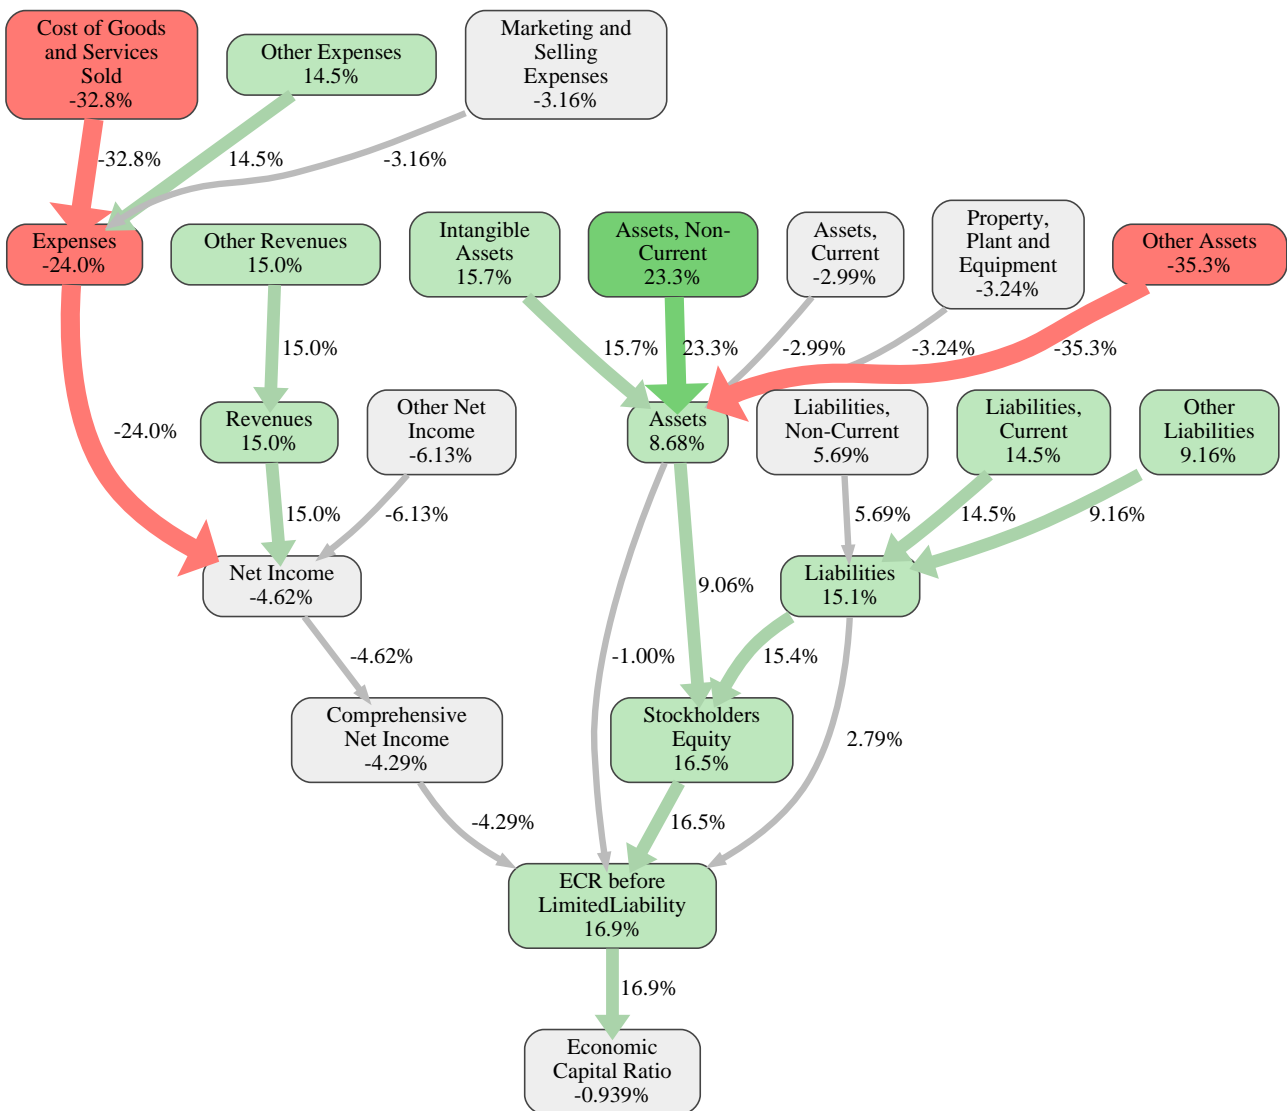 Cost of Goods
and Services
Sold
-32.8%
Other Expenses
14.5%
Marketing and
Selling
Expenses
-3.16%
-32.8%
14.5%
-3.16%
Expenses
-24.0%
Other Revenues
15.0%
Intangible
Assets
15.7%
Assets, Non-
Current
23.3%
Assets,
Current
-2.99%
Property,
Plant and
Equipment
-3.24%
Other Assets
-35.3%
15.0%
15.7%
23.3%
-2.99%
-3.24%
-35.3%
-24.0%
Revenues
15.0%
Other Net
Income
-6.13%
Assets
8.68%
Liabilities,
Non-Current
5.69%
Liabilities,
Current
14.5%
Other
Liabilities
9.16%
15.0%
-6.13%
5.69%
14.5%
9.16%
Net Income
-4.62%
9.06%
Liabilities
15.1%
-4.62%
-1.00%
15.4%
Comprehensive
Net Income
-4.29%
Stockholders
Equity
16.5%
2.79%
-4.29%
16.5%
ECR before
LimitedLiability
16.9%
16.9%
Economic
Capital Ratio
-0.939%